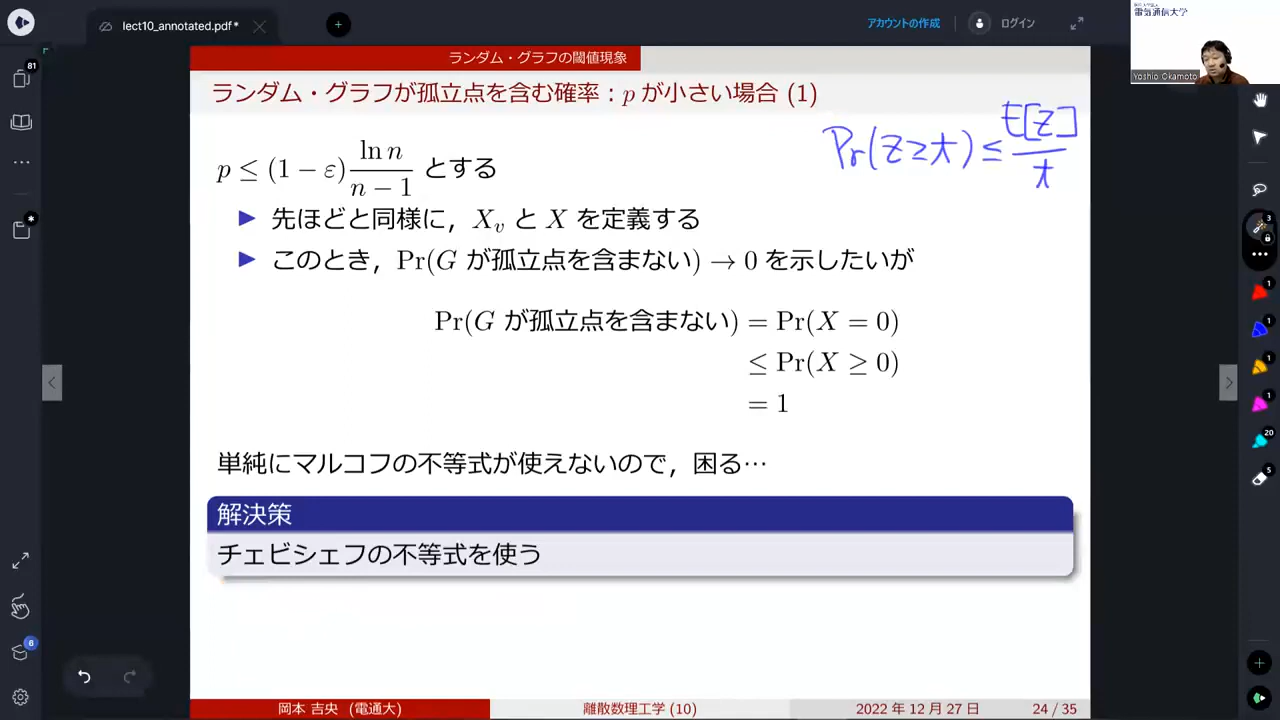 81
lect10_annotated.pdf*
アカウントの作成
ログイン
電気通信大学
Yoshio Okamoto
ランダム・グラフの閾値現象
ランダム・グラフが孤立点を含む確率：p が小さい場合 (1)
Pr(Z≥t) ≤ E[Z]/t
p ≤ (1 − ε) ln n / n − 1 とする
先ほどと同様に，Xv と X を定義する
このとき，Pr(G が孤立点を含まない) → 0 を示したいが
Pr(G が孤立点を含まない) = Pr(X = 0)
≤ Pr(X ≥ 0)
= 1
単純にマルコフの不等式が使えないので，困る…
解決策
チェビシェフの不等式を使う
岡本 吉央 (電通大)
離散数理工学 (10)
2022 年 12 月 27 日
24 / 35
3
1
1
1
1
20
5
6